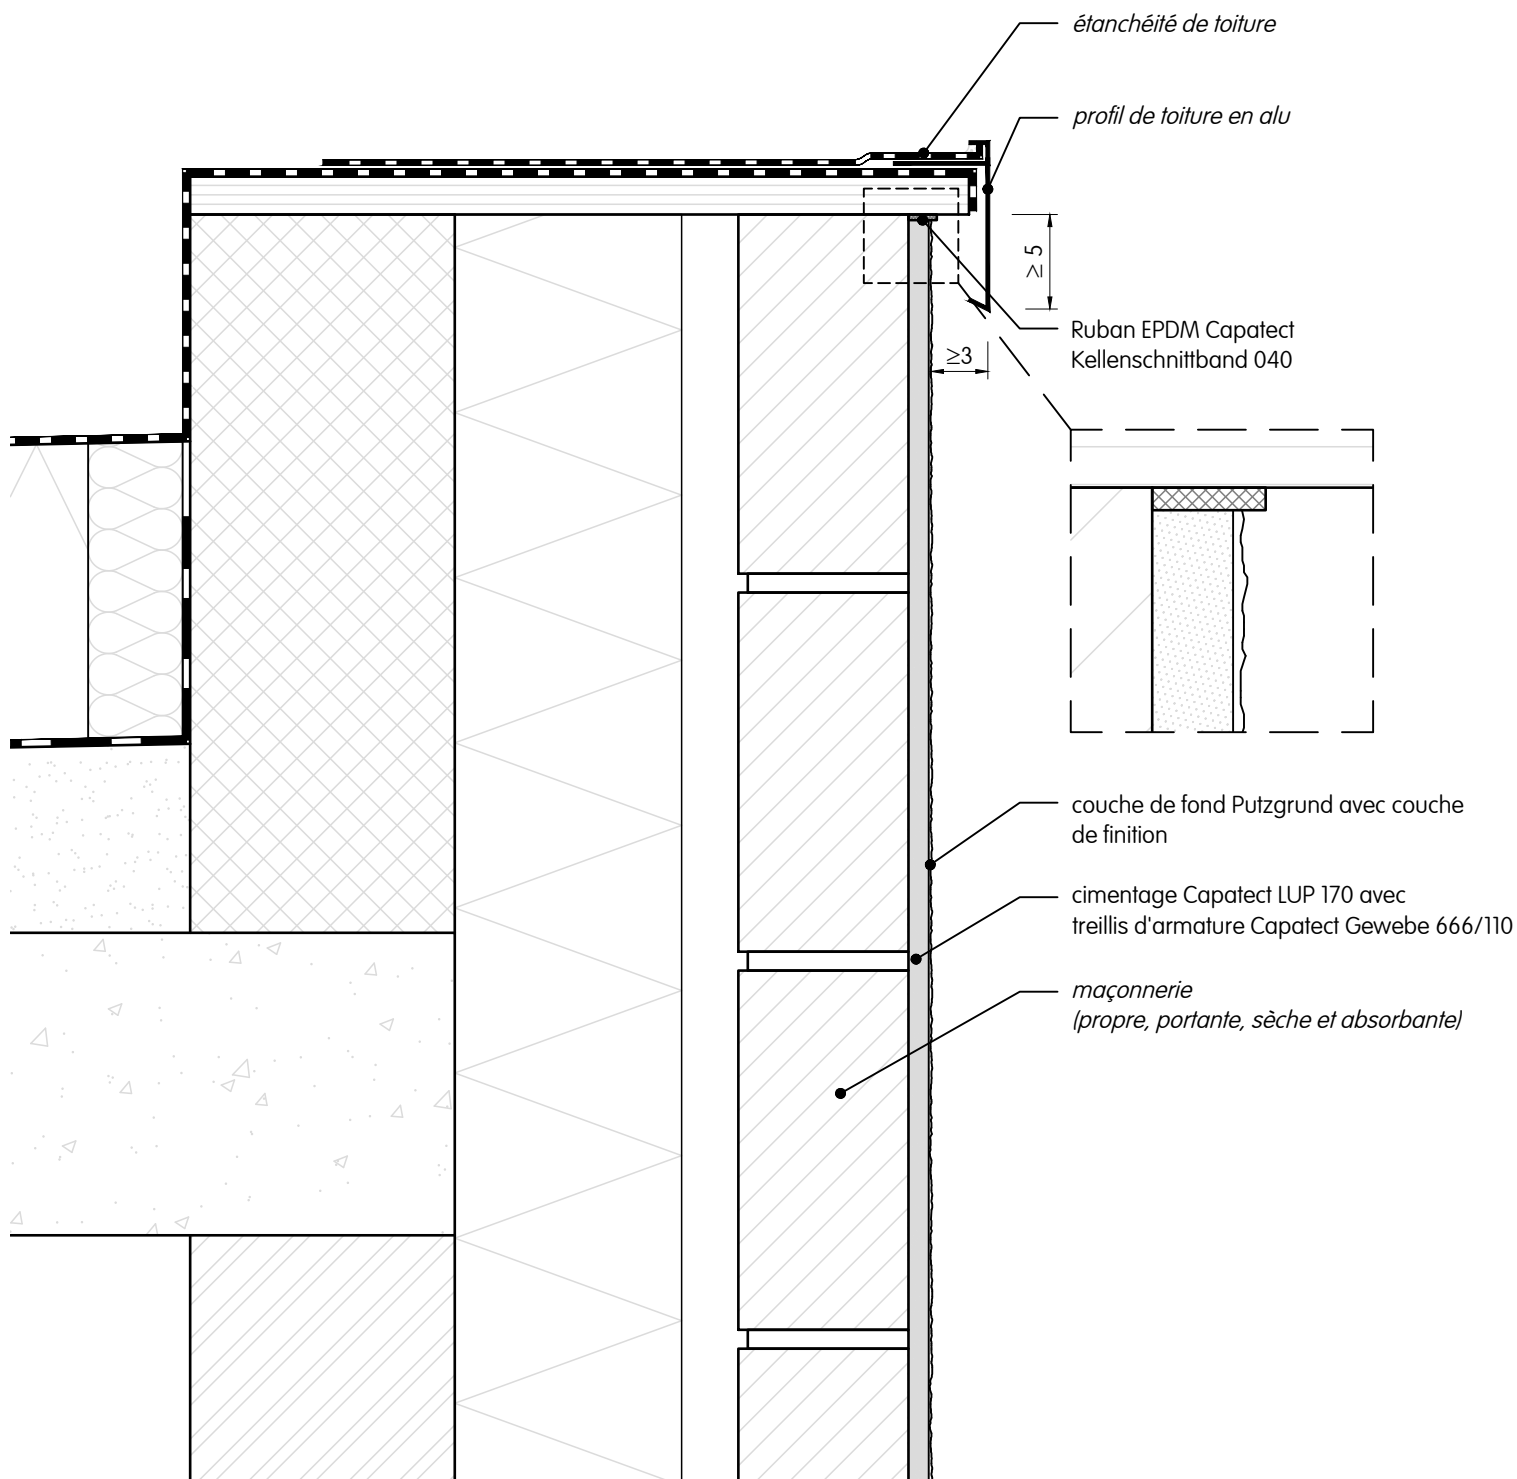 étanchéité de toiture
profil de toiture en alu
≥ 5
Ruban EPDM Capatect
Kellenschnittband 040
≥3
couche de fond Putzgrund avec couche
de finition
cimentage Capatect LUP 170 avec
treillis d'armature Capatect Gewebe 666/110
maçonnerie
(propre, portante, sèche et absorbante)